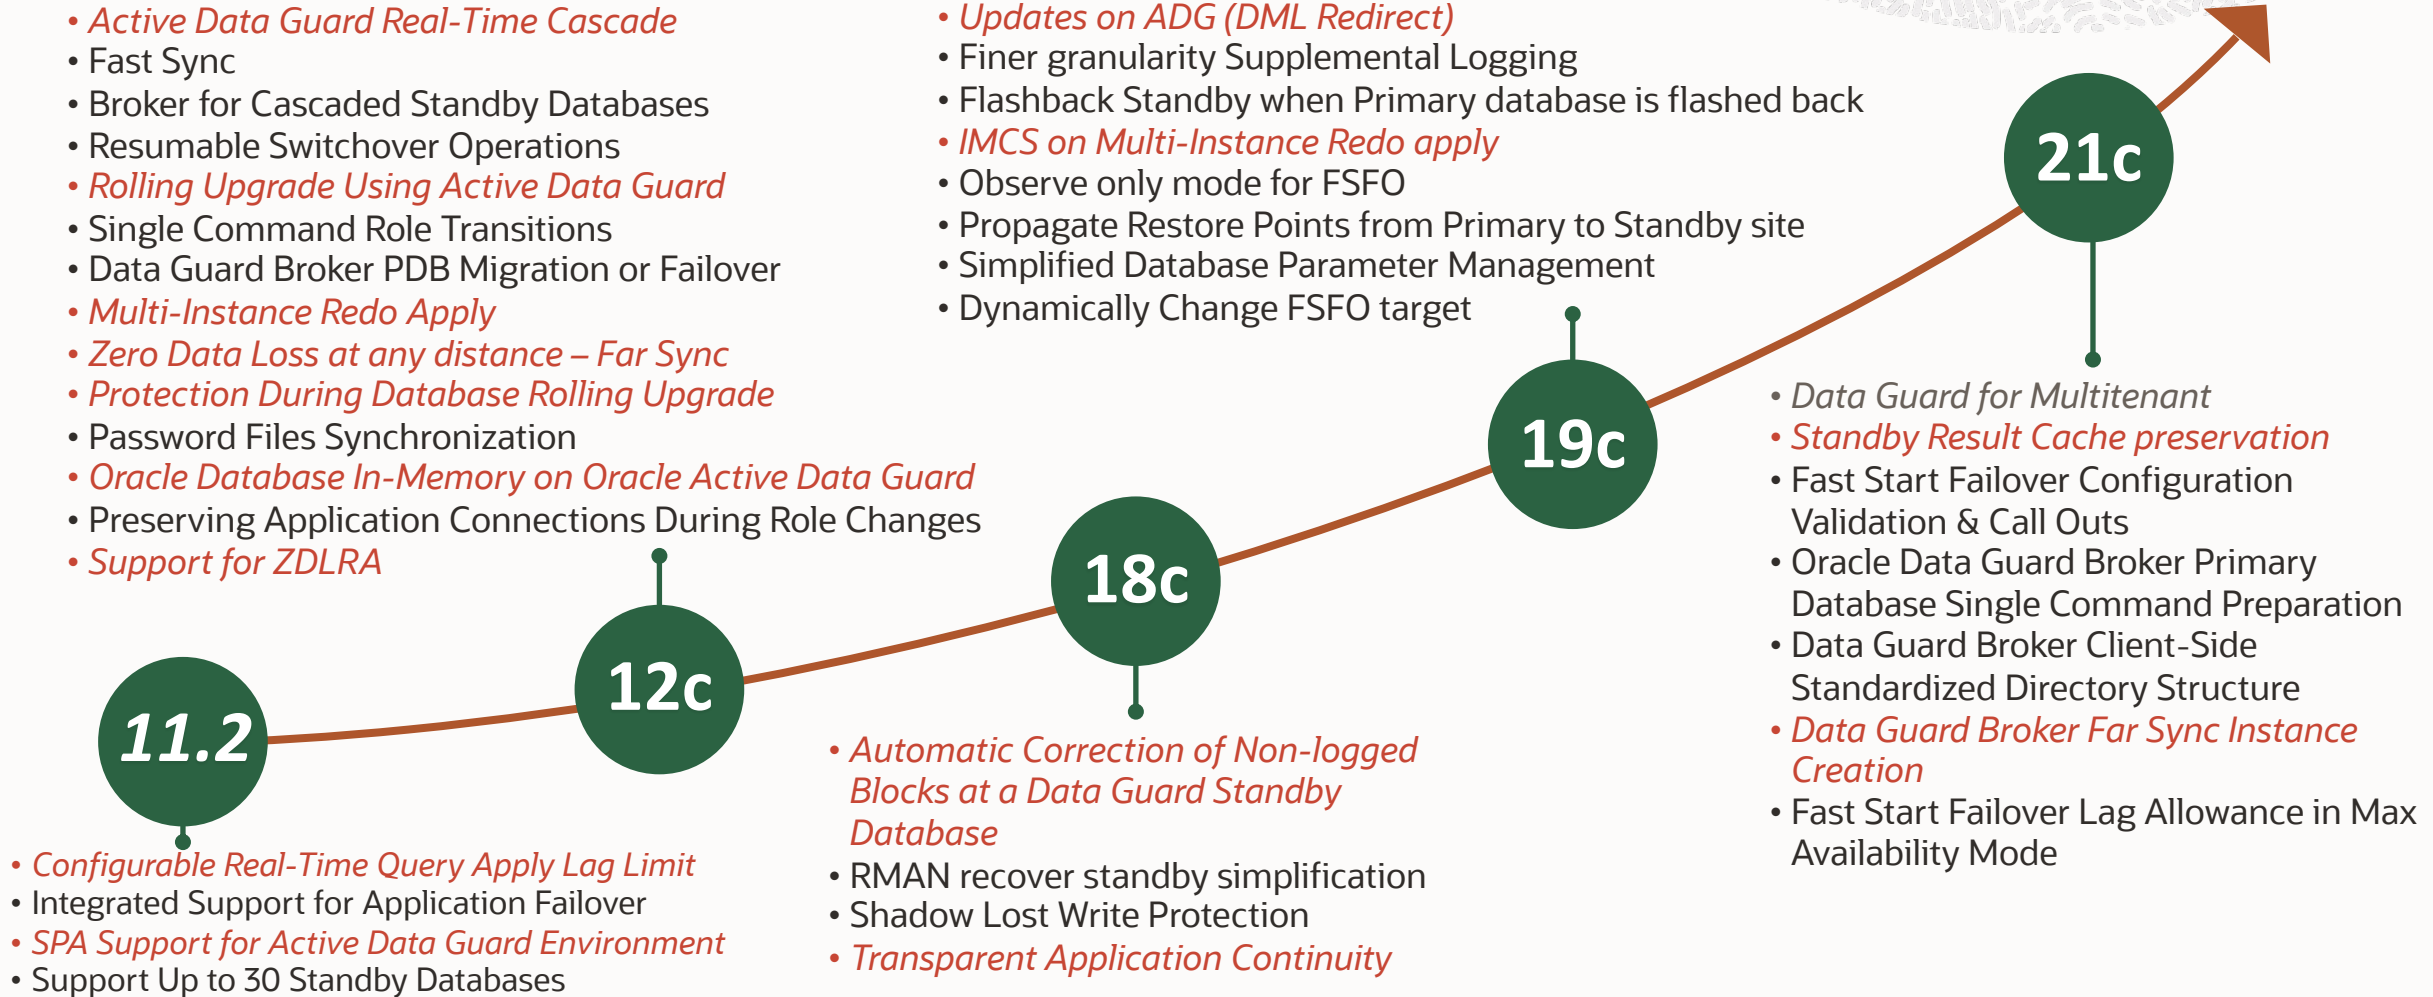 • Active Data Guard Real-Time Cascade
• Fast Sync
• Broker for Cascaded Standby Databases
• Resumable Switchover Operations
• Rolling Upgrade Using Active Data Guard
• Single Command Role Transitions
• Data Guard Broker PDB Migration or Failover
• Multi-Instance Redo Apply
• Zero Data Loss at any distance – Far Sync
• Protection During Database Rolling Upgrade
• Password Files Synchronization
• Oracle Database In-Memory on Oracle Active Data Guard
• Preserving Application Connections During Role Changes
• Support for ZDLRA
• Updates on ADG (DML Redirect)
• Finer granularity Supplemental Logging
• Flashback Standby when Primary database is flashed back
• IMCS on Multi-Instance Redo apply
• Observe only mode for FSFO
• Propagate Restore Points from Primary to Standby site
• Simplified Database Parameter Management
• Dynamically Change FSFO target
21c
19c
18c
12c
11.2
• Configurable Real-Time Query Apply Lag Limit
• Integrated Support for Application Failover
• SPA Support for Active Data Guard Environment
• Support Up to 30 Standby Databases
• Automatic Correction of Non-logged
Blocks at a Data Guard Standby
Database
• RMAN recover standby simplification
• Shadow Lost Write Protection
• Transparent Application Continuity
• Data Guard for Multitenant
• Standby Result Cache preservation
• Fast Start Failover Configuration
Validation & Call Outs
• Oracle Data Guard Broker Primary
Database Single Command Preparation
• Data Guard Broker Client-Side
Standardized Directory Structure
• Data Guard Broker Far Sync Instance
Creation
• Fast Start Failover Lag Allowance in Max
Availability Mode